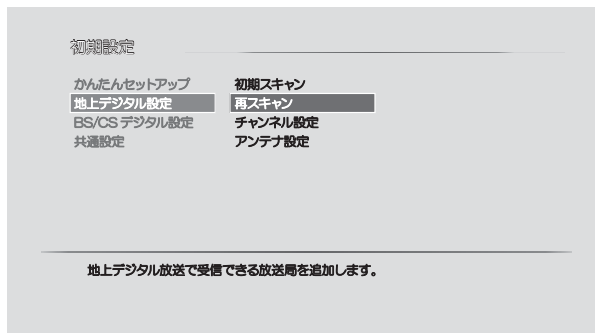 初期設定
かんたんセットアップ 初期スキャン
地上デジタル設定 再スキャン
BS/CS デジタル設定 チャンネル設定
共通設定 アンテナ設定
地上デジタル放送で受信できる放送局を追加します。